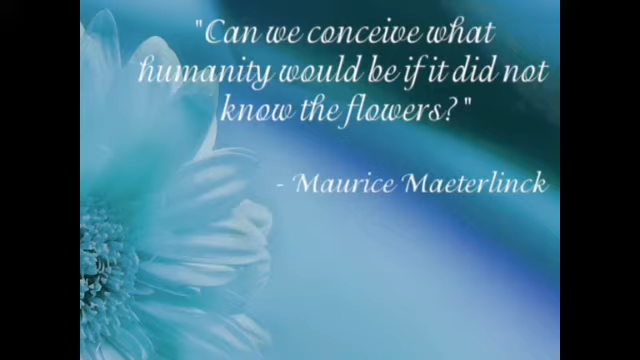 "Can we conceive what
humanity would be if it did not
know the flowers? "
- Maurice Maeterlinck